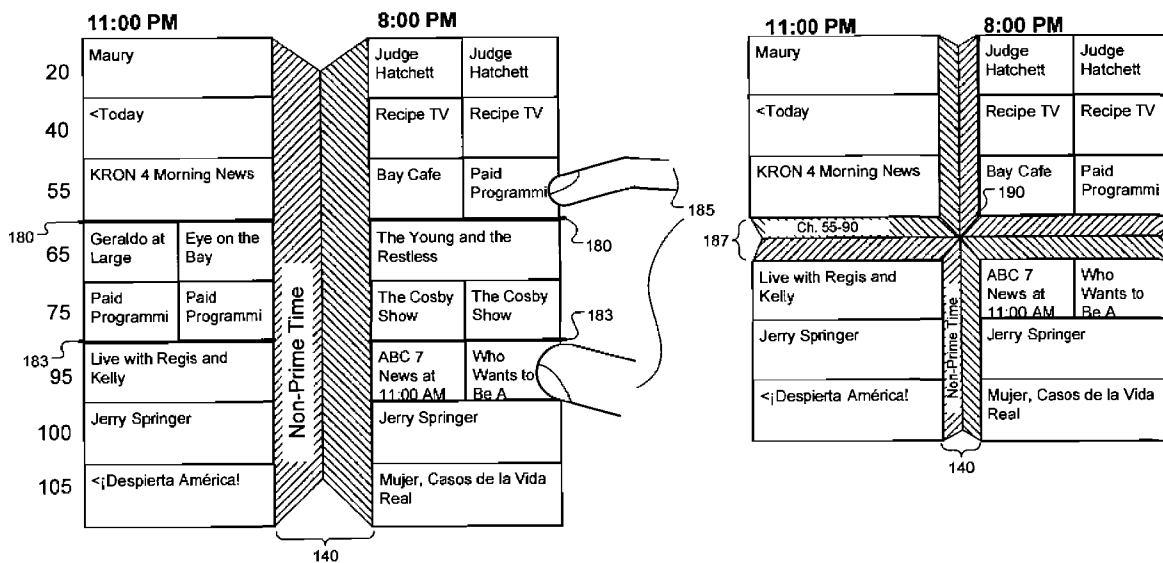 11:00 PM
8:00 PM
20
Maury
Judge
Hatchett
Judge
Hatchett
40
<Today
Recipe TV
Recipe TV
55
KRON 4 Morning News
Bay Cafe
Paid
Programmi
185
180
180
65
Geraldo at
Large
Eye on the
Bay
The Young and the
Restless
75
Paid
Programmi
Paid
Programmi
The Cosby
Show
The Cosby
Show
183
183
95
Live with Regis and
Kelly
ABC 7
News at
11:00 AM
Who
Wants to
Be A
100
Jerry Springer
Jerry Springer
105
<¡Despierta América!
Mujer, Casos de la Vida
Real
Non-Prime Time
140
11:00 PM
8:00 PM
Maury
Judge
Hatchett
Judge
Hatchett
<Today
Recipe TV
Recipe TV
KRON 4 Morning News
Bay Cafe
190
Paid
Programmi
187
Ch. 55-90
Live with Regis and
Kelly
ABC 7
News at
11:00 AM
Who
Wants to
Be A
Jerry Springer
Jerry Springer
<¡Despierta América!
Mujer, Casos de la Vida
Real
Non-Prime Time
140